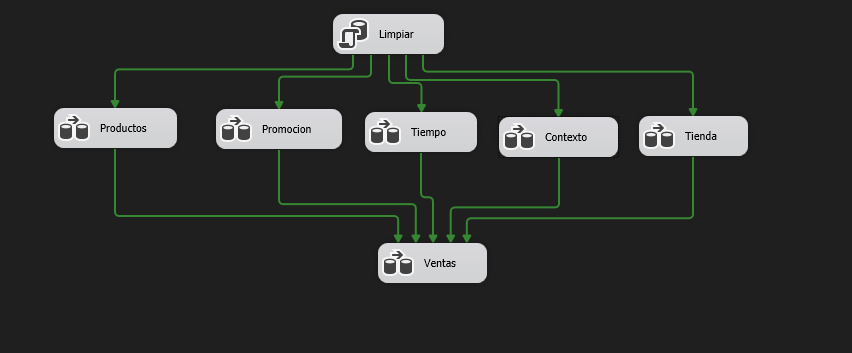 Limpiar
Productos
Promocion
Tiempo
Contexto
Tienda
Ventas